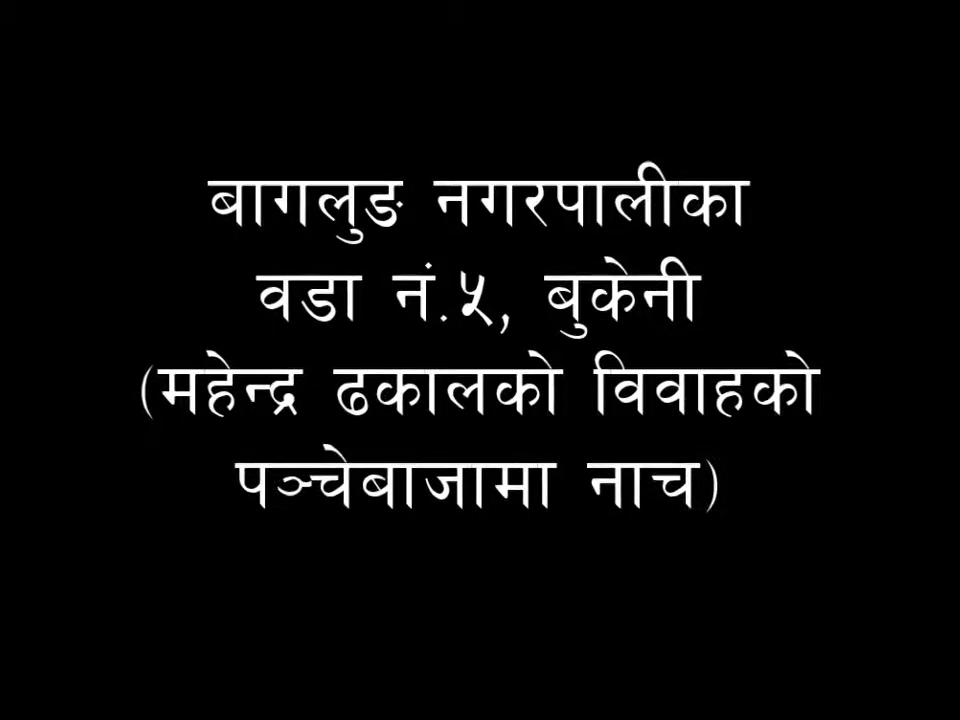 बागलुङ नगरपालीका
वडा नं.५, बुकेनी
(महेन्द्र ढकालको विवाहको
पञ्चेबाजामा नाच)